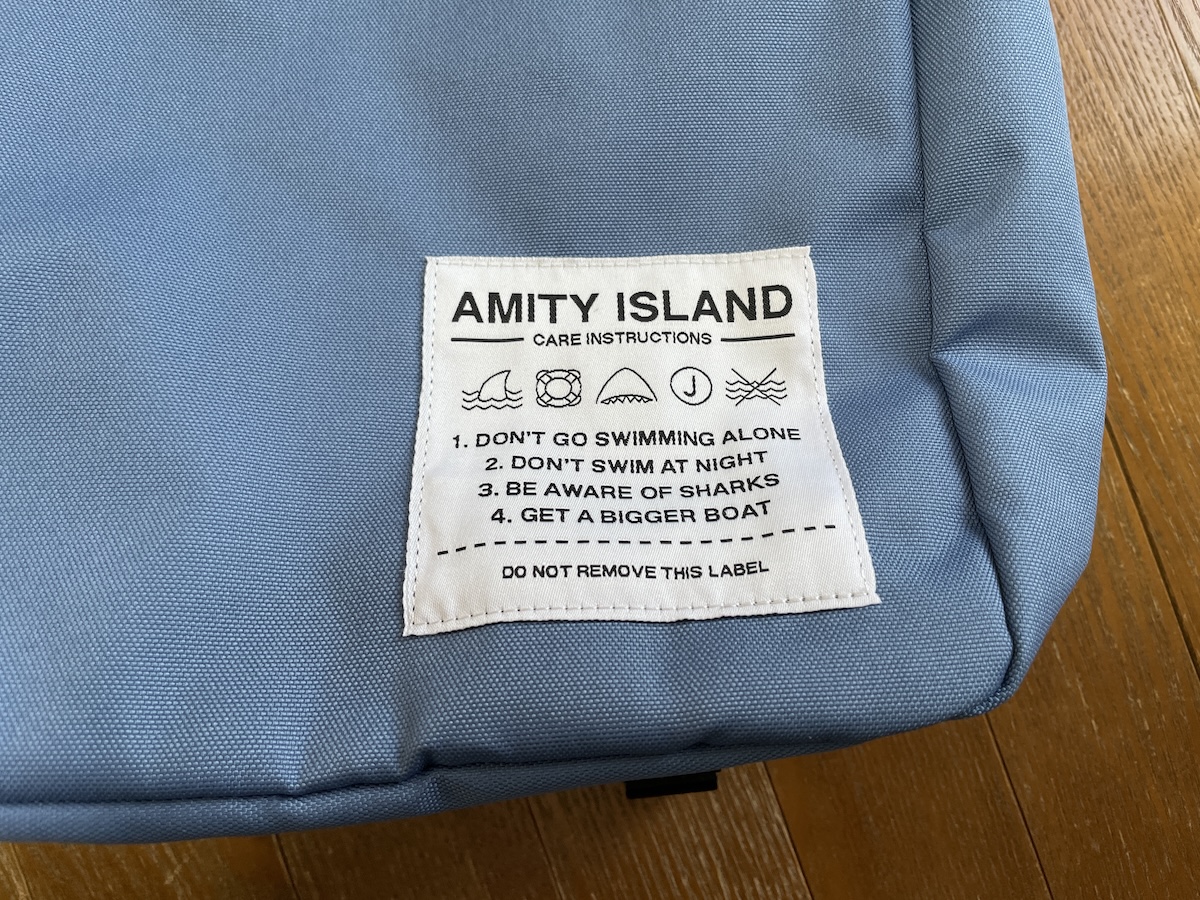 AMITY ISLAND
CARE INSTRUCTIONS
J
1. DON'T GO SWIMMING ALONE
2. DON'T SWIM AT NIGHT
3. BE AWARE OF SHARKS
4. GET A BIGGER BOAT
DO NOT REMOVE THIS LABEL